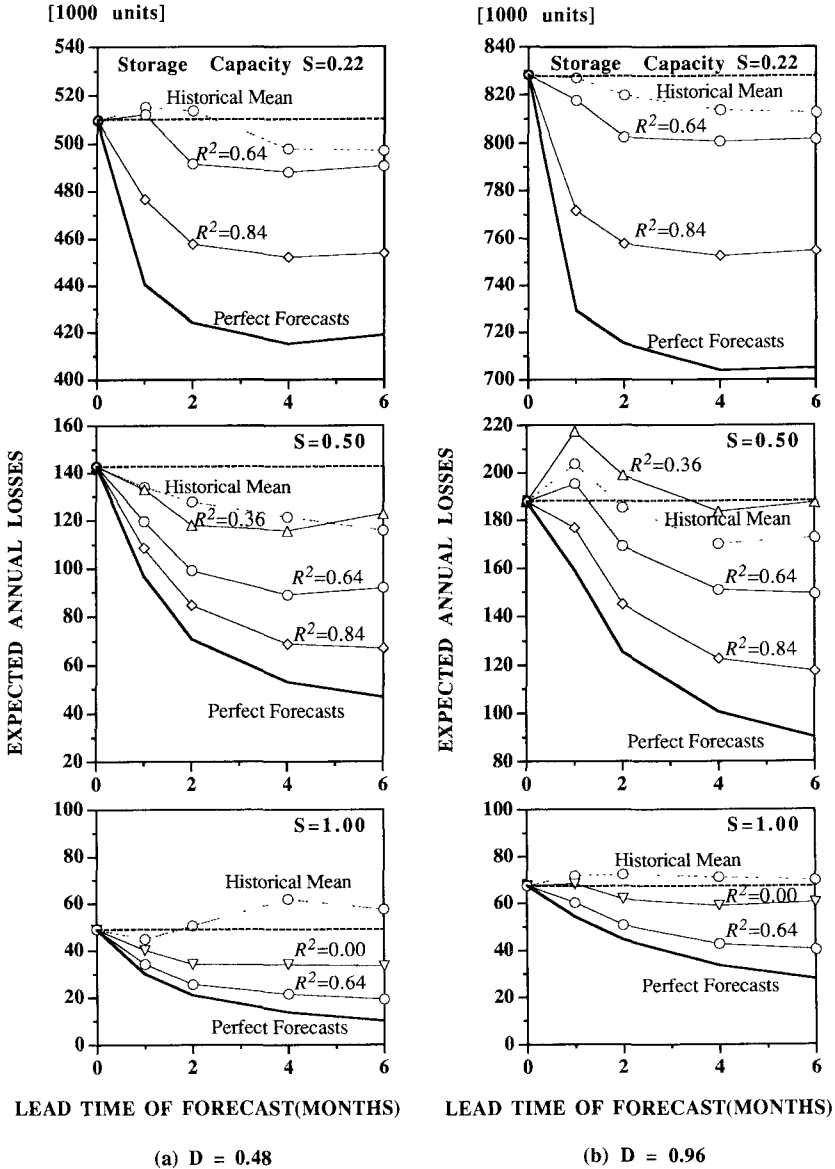 [1000 units]
540
520
500
480
460
440
420
400
Storage Capacity S=0.22
Historical Mean
R²=0.64
R²=0.84
Perfect Forecasts
0 2 4 6
160
140
120
100
80
60
40
20
S=0.50
Historical Mean
R²=0.36
R²=0.64
R²=0.84
Perfect Forecasts
0 2 4 6
100
80
60
40
20
0
S=1.00
Historical Mean
R²=0.00
R²=0.64
Perfect Forecasts
0 2 4 6
EXPECTED ANNUAL LOSSES
LEAD TIME OF FORECAST(MONTHS)
(a) D = 0.48
[1000 units]
840
820
800
780
760
740
720
700
Storage Capacity S=0.22
Historical Mean
R²=0.64
R²=0.84
Perfect Forecasts
0 2 4 6
220
200
180
160
140
120
100
80
S=0.50
R²=0.36
Historical Mean
R²=0.64
R²=0.84
Perfect Forecasts
0 2 4 6
100
80
60
40
20
0
S=1.00
Historical Mean
R²=0.00
R²=0.64
Perfect Forecasts
0 2 4 6
EXPECTED ANNUAL LOSSES
LEAD TIME OF FORECAST(MONTHS)
(b) D = 0.96